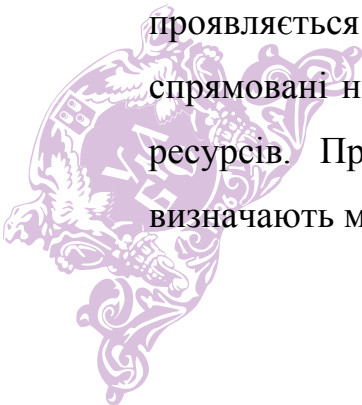 проявляється
спрямовані н
ресурсів. Пр
визначають м